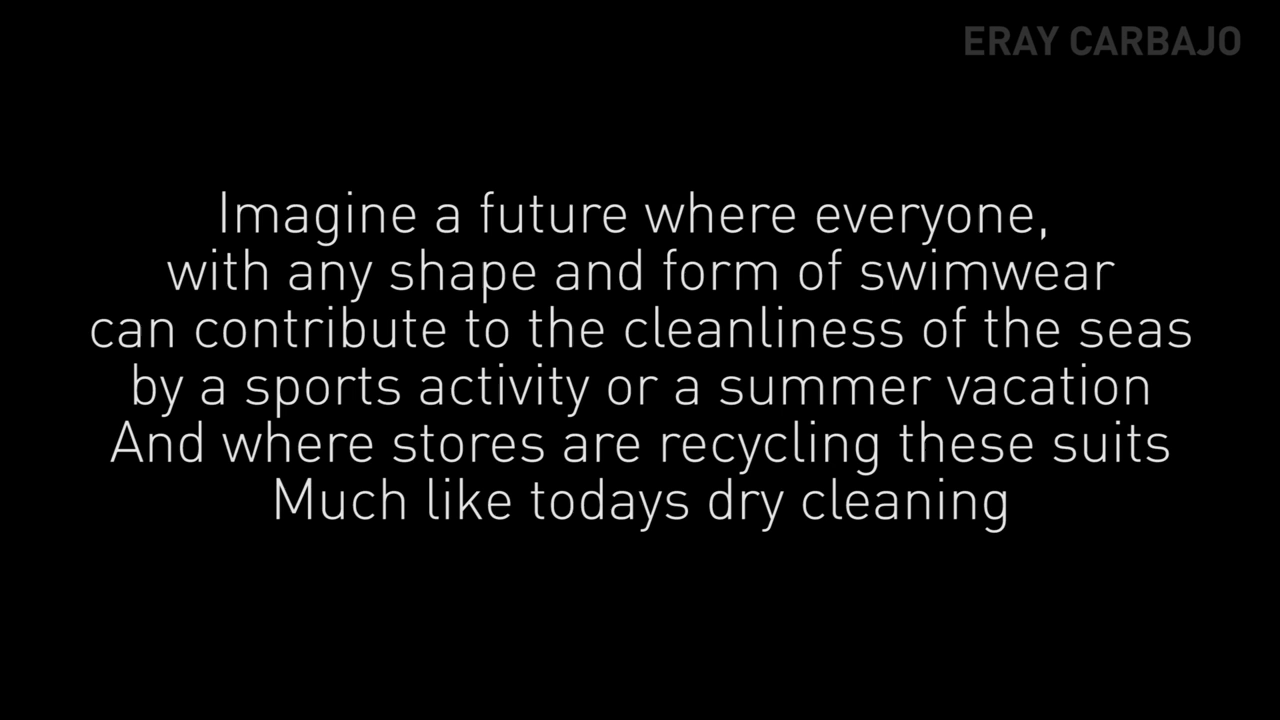 ERAY CARBAJO
Imagine a future where everyone,
with any shape and form of swimwear
can contribute to the cleanliness of the seas
by a sports activity or a summer vacation
And where stores are recycling these suits
Much like todays dry cleaning